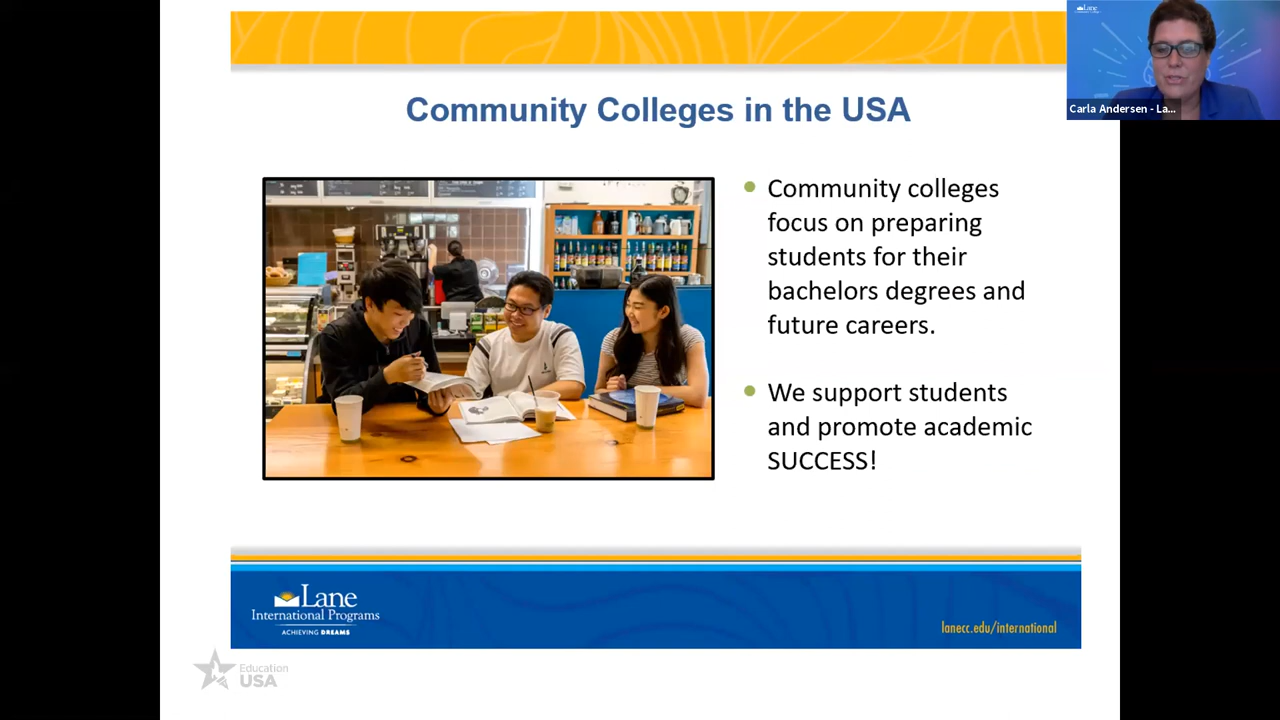 Lane
Carla Andersen - La...
Community Colleges in the USA
Community colleges
focus on preparing
students for their
bachelors degrees and
future careers.
We support students
and promote academic
SUCCESS!
Lane
International Programs
ACHIEVING DREAMS
lanecc.edu/international
Education
USA